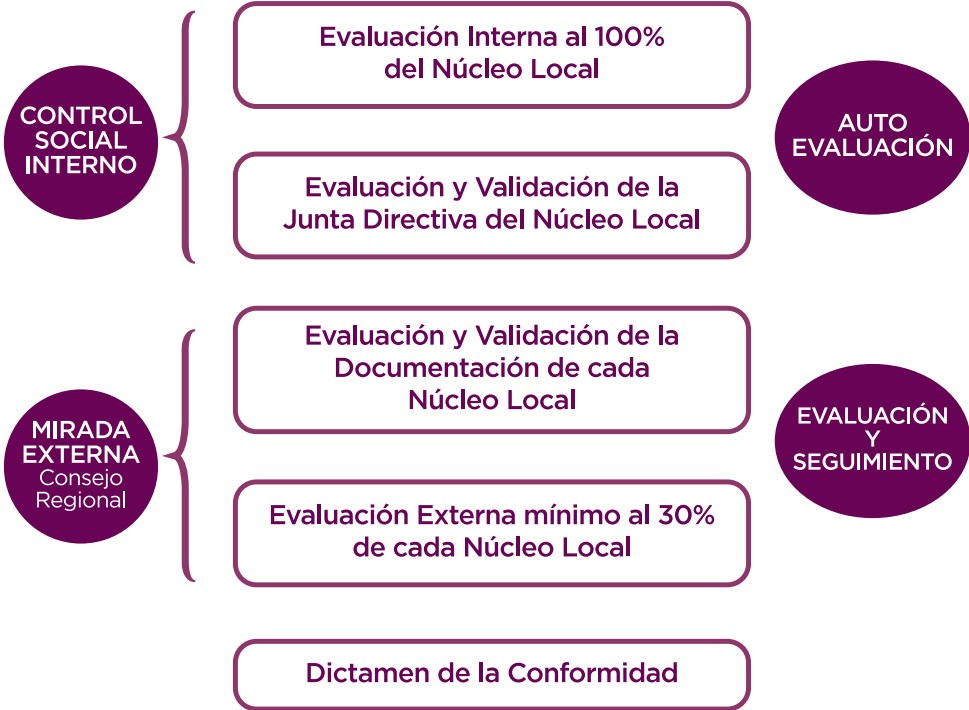 CONTROL
SOCIAL
INTERNO
Evaluación Interna al 100%
del Núcleo Local
Evaluación y Validación de la
Junta Directiva del Núcleo Local
AUTO
EVALUACIÓN
MIRADA
EXTERNA
Consejo
Regional
Evaluación y Validación de la
Documentación de cada
Núcleo Local
Evaluación Externa mínimo al 30%
de cada Núcleo Local
EVALUACIÓN
Y
SEGUIMIENTO
Dictamen de la Conformidad